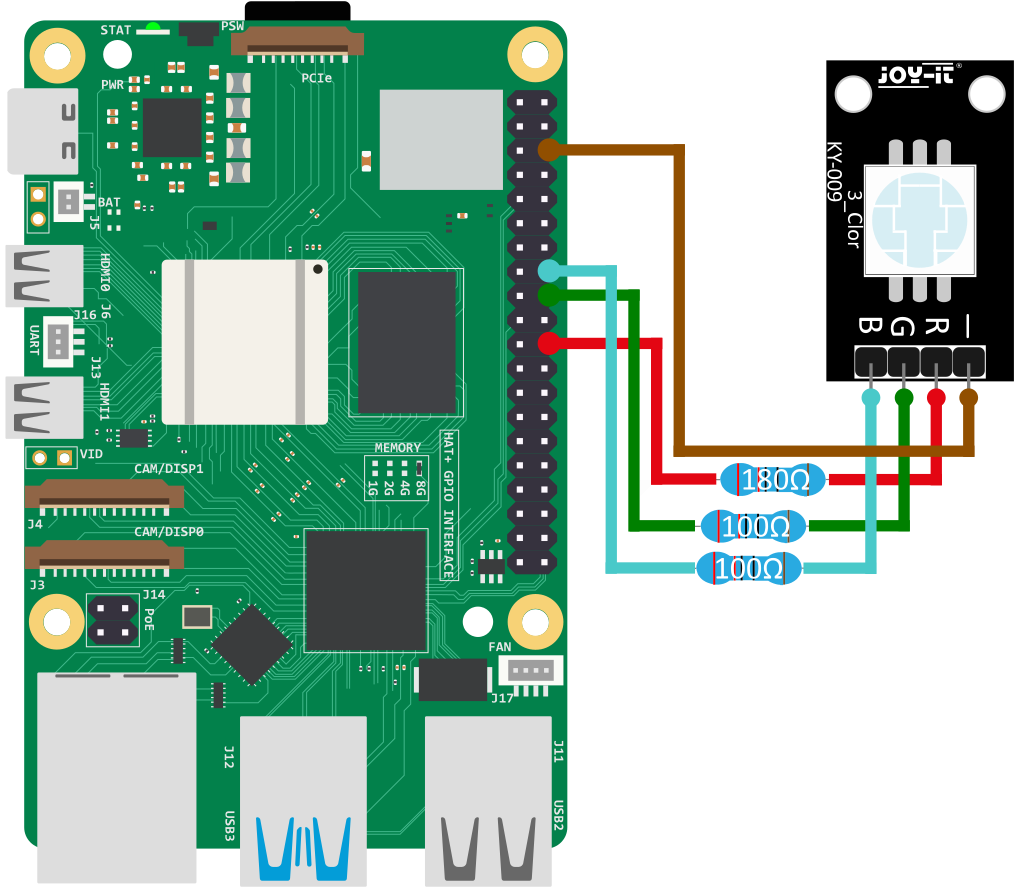 STAT
PSW
PCIe
PWR
BAT
J5
HDMI0
J6
J16
UART
J13
HDMI1
VID
CAM/DISP1
J4
CAM/DISP0
J3
J14
PoE
MEMORY
1G
2G
4G
8G
HAT+ GPIO INTERFACE
FAN
J17
J12
USB3
J11
USB2
JOY-iT®
KY-009
3_Clor
B G R —
180Ω
100Ω
100Ω